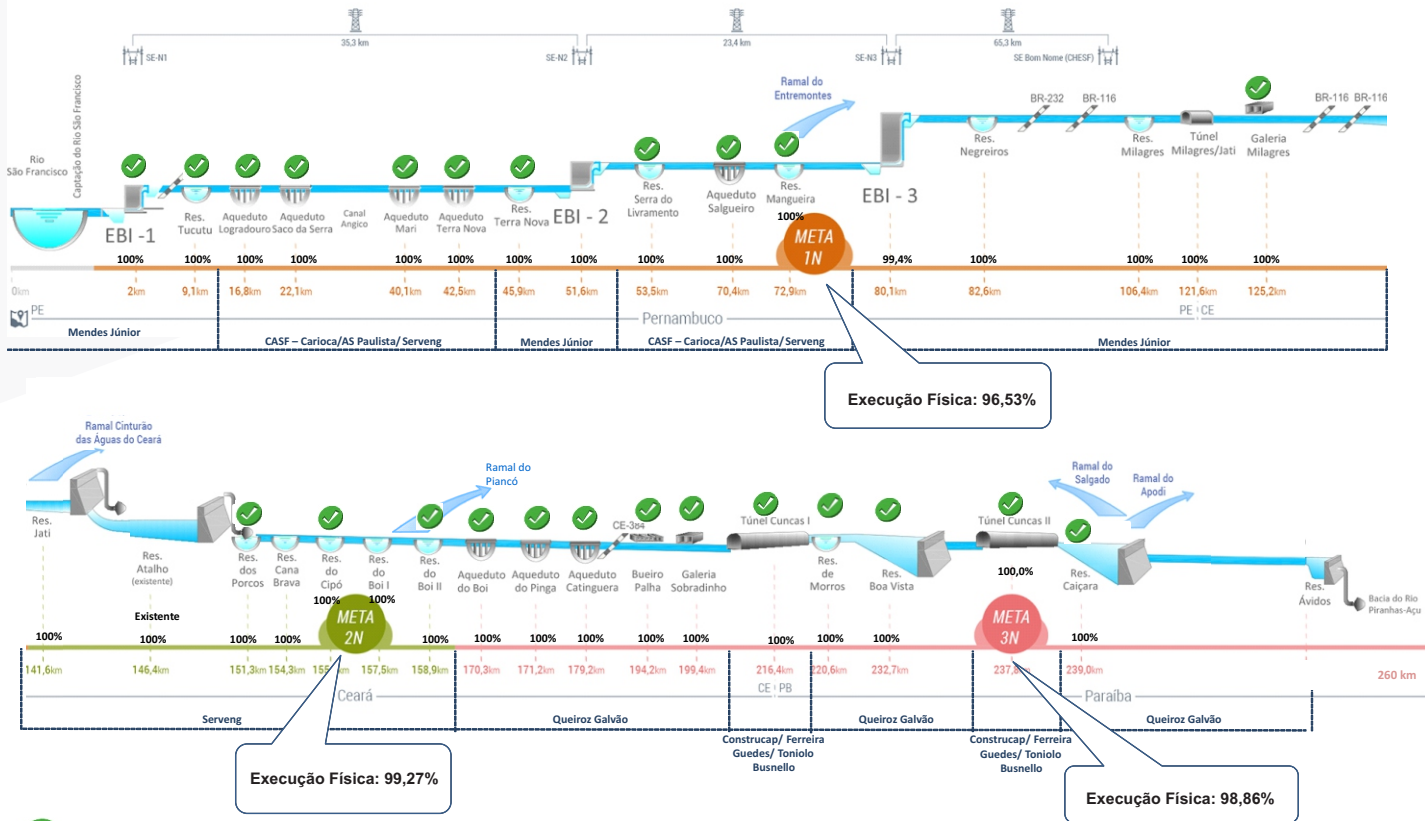 35,3 km
23,4 km
65,3 km
SE-N1
SE-N2
SE-N3
SE Bom Nome (CHESF)
Captação do Rio São Francisco
Rio
São Francisco
Ramal do
Entremontes
BR-232
BR-116
BR-116
BR-116
EBI -1
Res.
Tucutu
Aqueduto
Logradouro
Aqueduto
Saco da Serra
Canal
Angico
Aqueduto
Mari
Aqueduto
Terra Nova
Res.
Terra Nova
EBI - 2
Res.
Serra do
Livramento
Aqueduto
Salgueiro
Res.
Mangueira
EBI - 3
Res.
Negreiros
Res.
Milagres
Túnel
Milagres/Jati
Galeria
Milagres
100%
META
1N
100%
100%
100%
100%
100%
100%
100%
100%
100%
100%
99,4%
100%
100%
100%
100%
0km
2km
9,1km
16,8km
22,1km
40,1km
42,5km
45,9km
51,6km
53,5km
70,4km
72,9km
80,1km
82,6km
106,4km
121,6km
125,2km
PE
Pernambuco
PE CE
Mendes Júnior
CASF – Carioca/AS Paulista/ Serveng
Mendes Júnior
CASF – Carioca/AS Paulista/ Serveng
Mendes Júnior
Execução Física: 96,53%
Ramal Cinturão
das Águas do Ceará
Ramal do
Piancó
Ramal do
Salgado
Ramal do
Apodi
CE-384
Túnel Cuncas I
Túnel Cuncas II
Res.
Jati
Res.
Atalho
(existente)
Res.
dos
Porcos
Res.
Cana
Brava
Res.
do
Cipó
Res.
do
Boi I
Res.
do
Boi II
Aqueduto
do Boi
Aqueduto
do Pinga
Aqueduto
Catinguera
Bueiro
Palha
Galeria
Sobradinho
Res.
de
Morros
Res.
Boa Vista
100,0%
Res.
Caiçara
Res.
Ávidos
Bacia do Rio
Piranhas-Açu
Existente
100%
100%
META
2N
META
3N
100%
100%
100%
100%
100%
100%
100%
100%
100%
100%
100%
100%
100%
100%
141,6km
146,4km
151,3km
154,3km
157,5km
158,9km
170,3km
171,2km
179,2km
194,2km
199,4km
216,4km
220,6km
232,7km
239,0km
260 km
Ceará
CE PB
Paraíba
Serveng
Queiroz Galvão
Construcap/ Ferreira
Guedes/ Toniolo
Busnello
Queiroz Galvão
Construcap/ Ferreira
Guedes/ Toniolo
Busnello
Queiroz Galvão
Execução Física: 99,27%
Execução Física: 98,86%